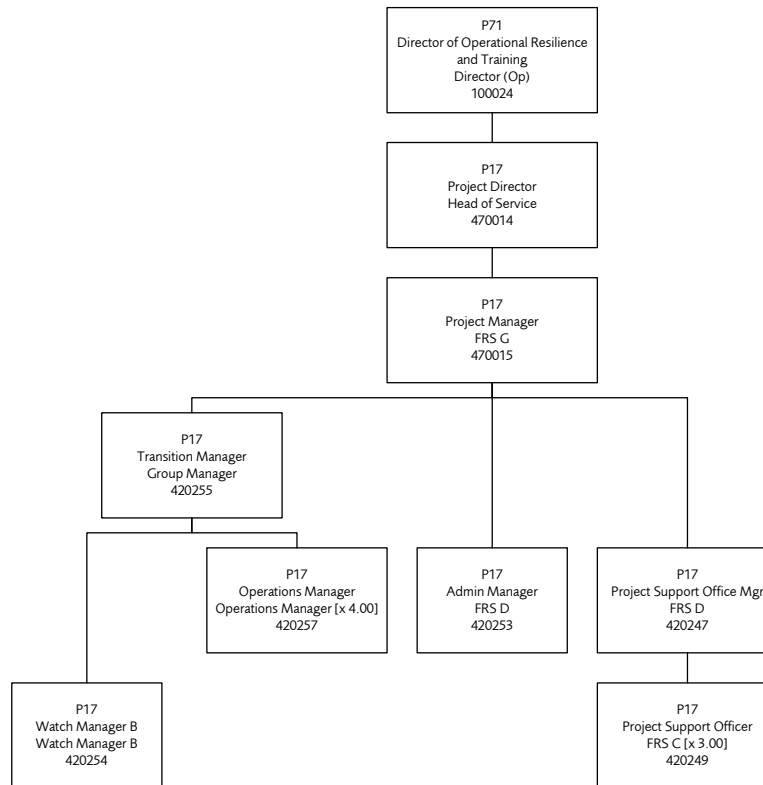 P71
Director of Operational Resilience
and Training
Director (Op)
100024
P17
Project Director
Head of Service
470014
P17
Project Manager
FRS G
470015
P17
Transition Manager
Group Manager
420255
P17
Operations Manager
Operations Manager [x 4.00]
420257
P17
Admin Manager
FRS D
420253
P17
Project Support Office Mgr
FRS D
420247
P17
Watch Manager B
Watch Manager B
420254
P17
Project Support Officer
FRS C [x 3.00]
420249